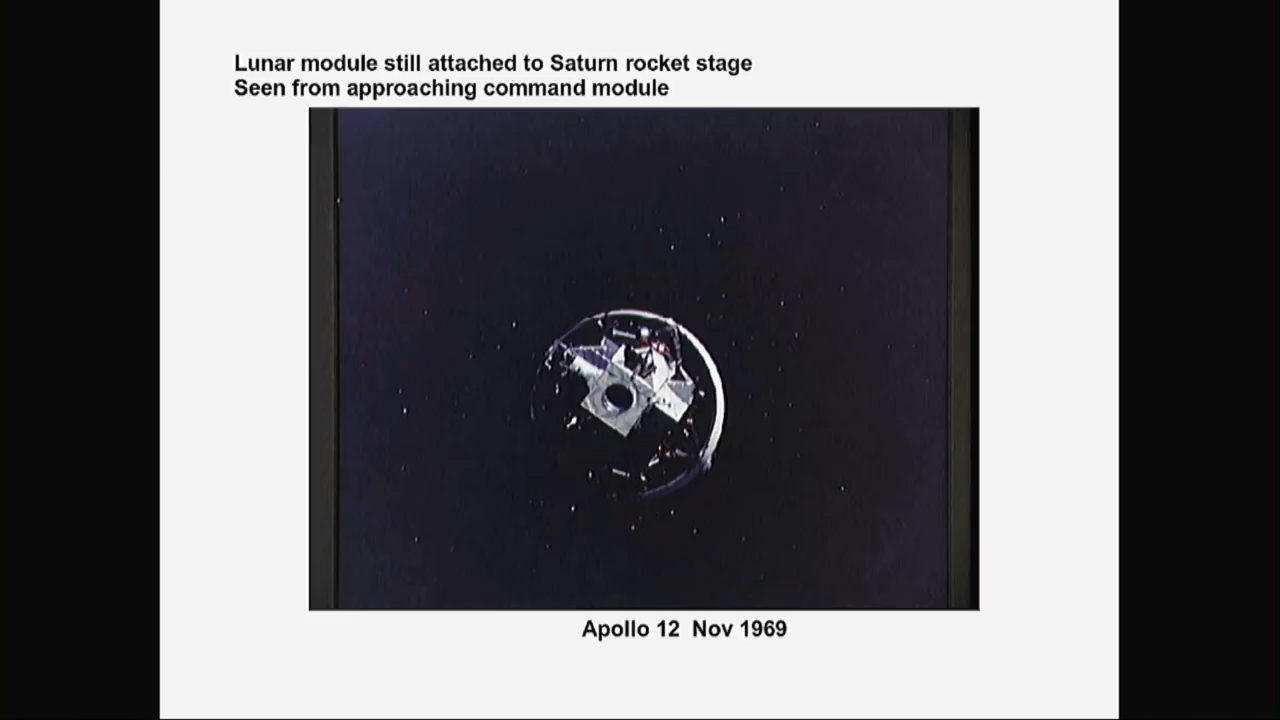 Lunar module still attached to Saturn rocket stage
Seen from approaching command module
Apollo 12  Nov 1969